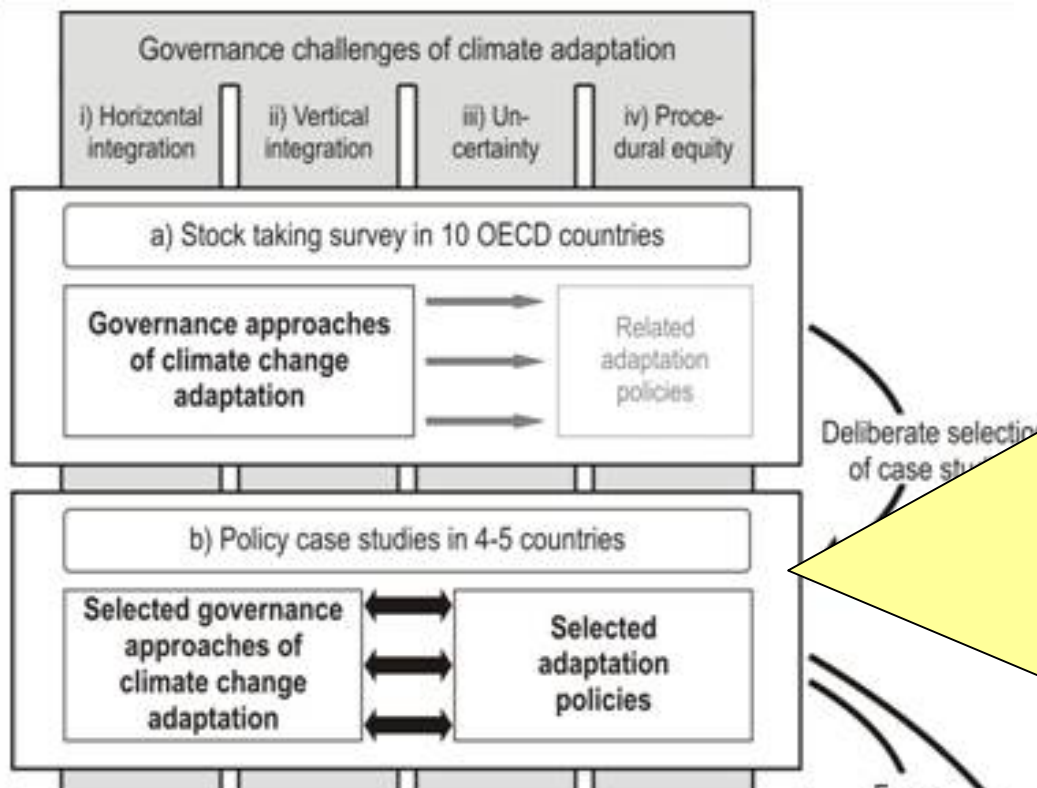 Governance challenges of climate adaptation
i) Horizontal
integration
ii) Vertical
integration
iii) Un-
certainty
iv) Proce-
dural equity
a) Stock taking survey in 10 OECD countries
Governance approaches
of climate change
adaptation
Related
adaptation
policies
Deliberate
of case
b) Policy case studies in 4-5 countries
Selected governance
approaches of
climate change
adaptation
Selected
adaptation
policies